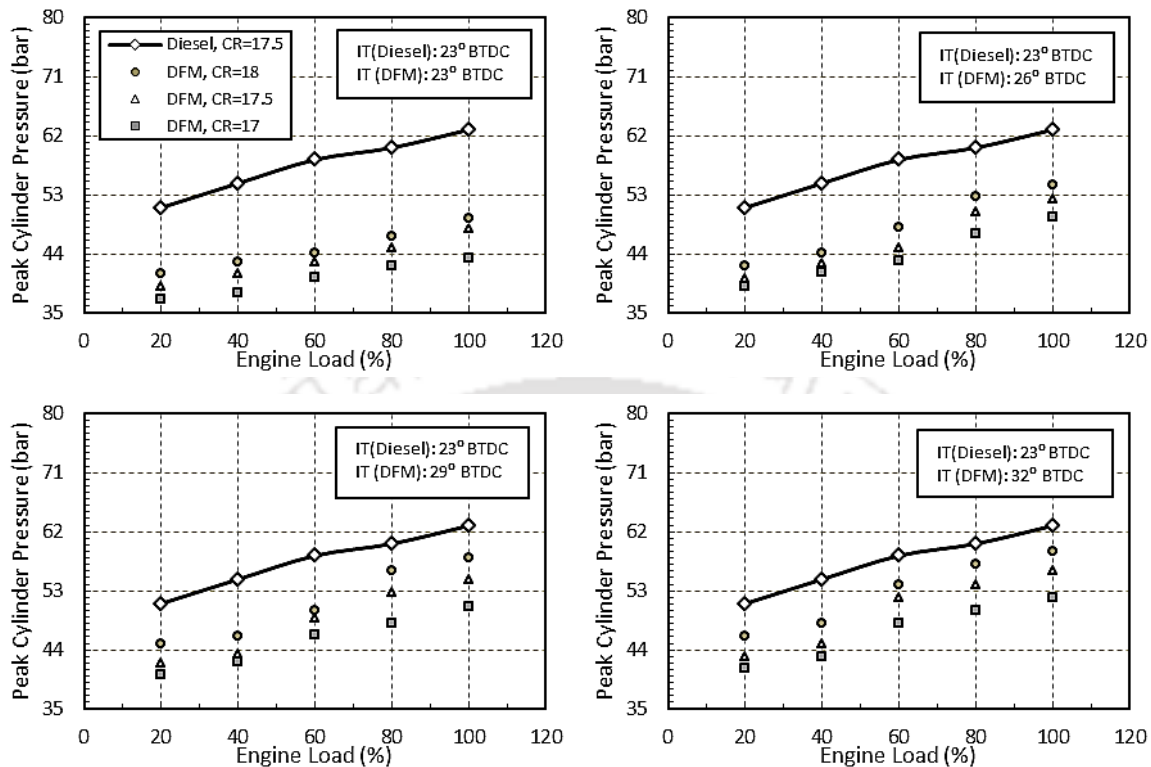 Peak Cylinder Pressure (bar)
80
71
62
53
44
35
Diesel, CR=17.5
DFM, CR=18
DFM, CR=17.5
DFM, CR=17
IT(Diesel): 23° BTDC
IT (DFM): 23° BTDC
0 20 40 60 80 100 120
Engine Load (%)
Peak Cylinder Pressure (bar)
80
71
62
53
44
35
IT(Diesel): 23° BTDC
IT (DFM): 26° BTDC
0 20 40 60 80 100 120
Engine Load (%)
Peak Cylinder Pressure (bar)
80
71
62
53
44
35
IT(Diesel): 23° BTDC
IT (DFM): 29° BTDC
0 20 40 60 80 100 120
Engine Load (%)
Peak Cylinder Pressure (bar)
80
71
62
53
44
35
IT(Diesel): 23° BTDC
IT (DFM): 32° BTDC
0 20 40 60 80 100 120
Engine Load (%)